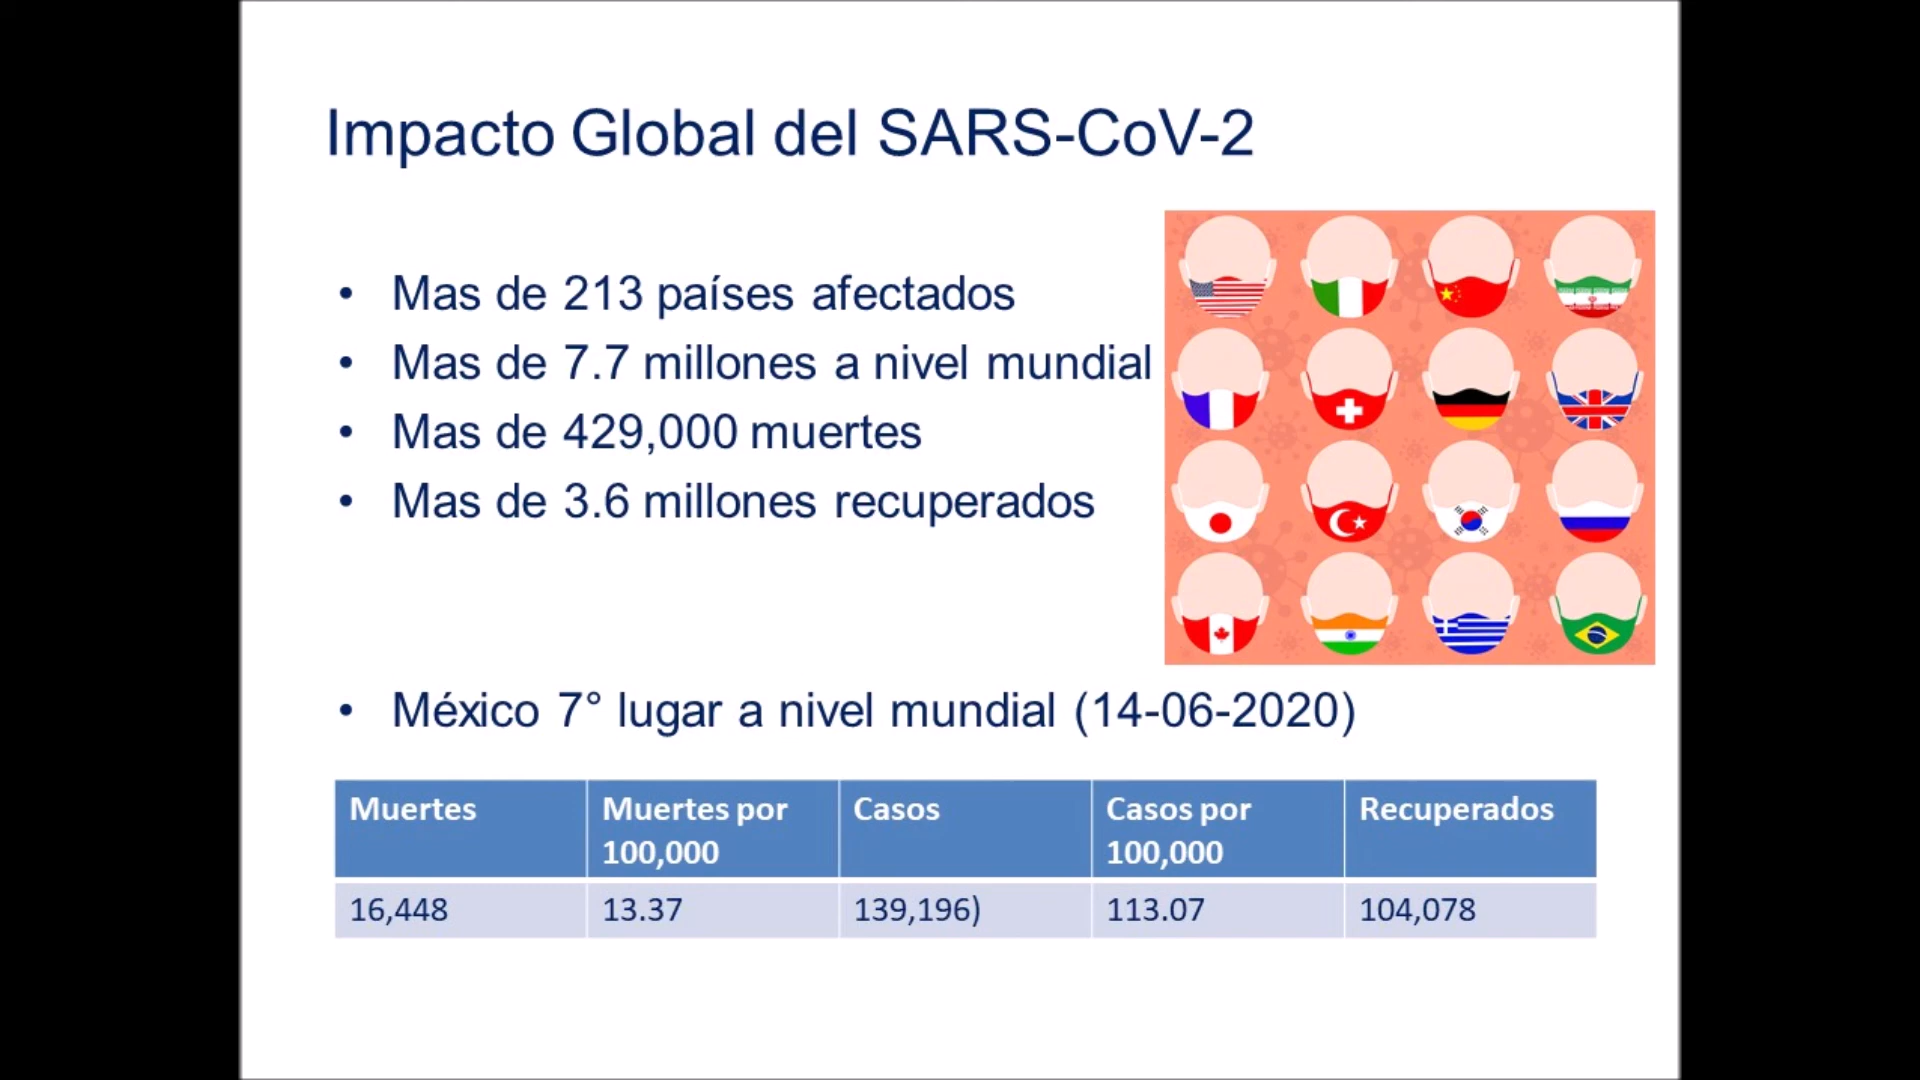 Impacto Global del SARS-CoV-2
• Mas de 213 países afectados
• Mas de 7.7 millones a nivel mundial
• Mas de 429,000 muertes
• Mas de 3.6 millones recuperados
• México 7° lugar a nivel mundial (14-06-2020)
Muertes Muertes por 100,000 Casos Casos por 100,000 Recuperados
16,448 13.37 139,196) 113.07 104,078